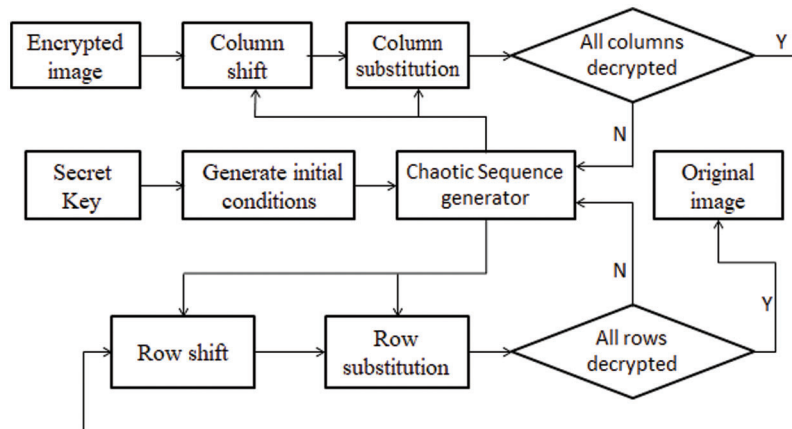 Encrypted
image
Column
shift
Column
substitution
All columns
decrypted
Y
N
Secret
Key
Generate initial
conditions
Chaotic Sequence
generator
Original
image
N
Y
Row shift
Row
substitution
All rows
decrypted